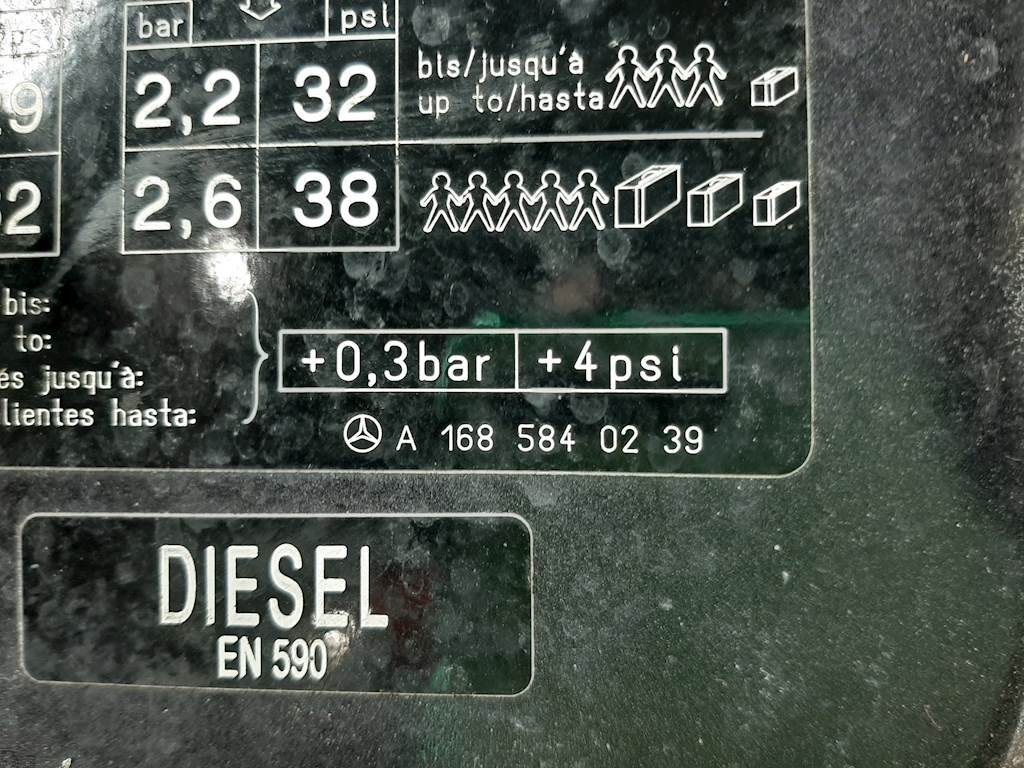 bar psi
2,2 32 bis/jusqu'à
up to/hasta
2,6 38
bis:
to:
jusqu'à:
hasta:
+0,3bar +4psi
A 168 584 02 39
DIESEL
EN 590